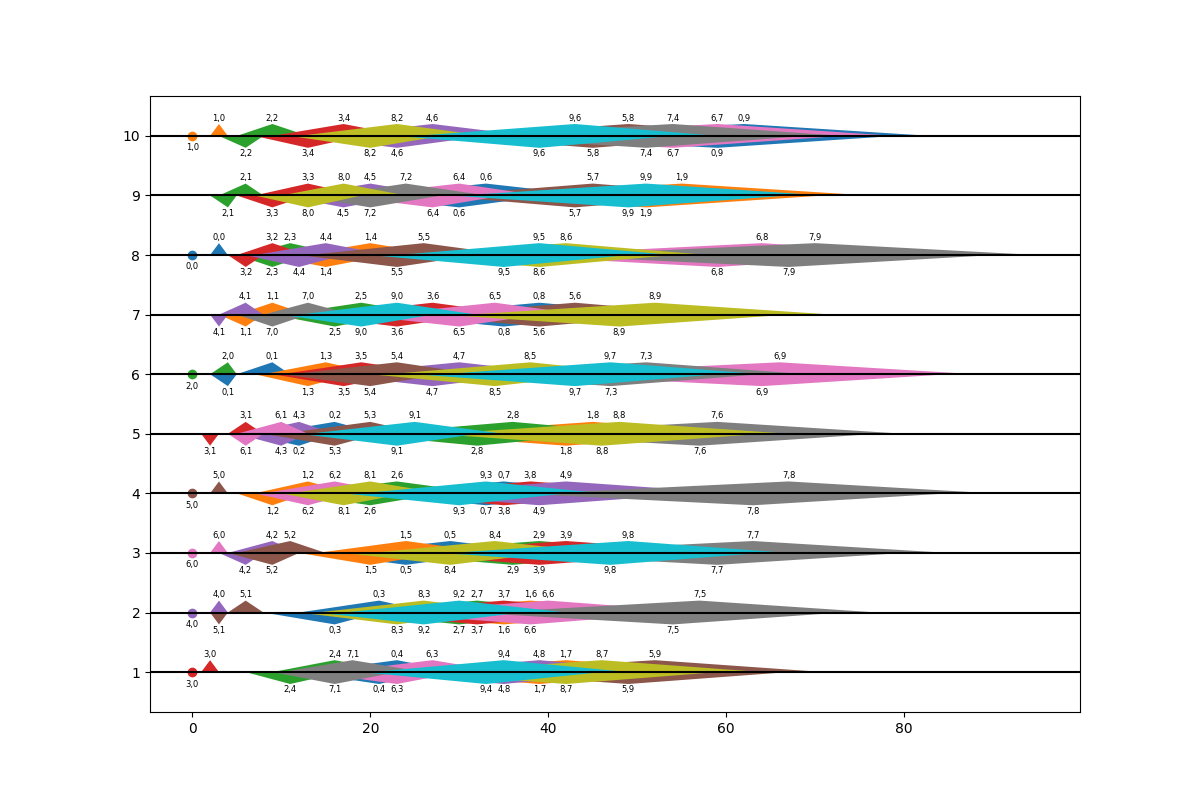 1,0 2,2 3,4 8,2 4,6 9,6 5,8 7,4 6,7 0,9
10
1,0 2,2 3,4 8,2 4,6 9,6 5,8 7,4 6,7 0,9
2,1 3,3 8,0 4,5 7,2 6,4 0,6 5,7 9,9 1,9
9
2,1 3,3 8,0 4,5 7,2 6,4 0,6 5,7 9,9 1,9
0,0 3,2 2,3 4,4 1,4 5,5 9,5 8,6 6,8 7,9
8
0,0 3,2 2,3 4,4 1,4 5,5 9,5 8,6 6,8 7,9
4,1 1,1 7,0 2,5 9,0 3,6 6,5 0,8 5,6 8,9
7
4,1 1,1 7,0 2,5 9,0 3,6 6,5 0,8 5,6 8,9
2,0 0,1 1,3 3,5 5,4 4,7 8,5 9,7 7,3 6,9
6
2,0 0,1 1,3 3,5 5,4 4,7 8,5 9,7 7,3 6,9
3,1 6,1 4,3 0,2 5,3 9,1 2,8 1,8 8,8 7,6
5
3,1 6,1 4,3 0,2 5,3 9,1 2,8 1,8 8,8 7,6
5,0 1,2 6,2 8,1 2,6 9,3 0,7 3,8 4,9 7,8
4
5,0 1,2 6,2 8,1 2,6 9,3 0,7 3,8 4,9 7,8
6,0 4,2 5,2 1,5 0,5 8,4 2,9 3,9 9,8 7,7
3
6,0 4,2 5,2 1,5 0,5 8,4 2,9 3,9 9,8 7,7
4,0 5,1 0,3 8,3 9,2 2,7 3,7 1,6 6,6 7,5
2
4,0 5,1 0,3 8,3 9,2 2,7 3,7 1,6 6,6 7,5
3,0 2,4 7,1 0,4 6,3 9,4 4,8 1,7 8,7 5,9
1
3,0 2,4 7,1 0,4 6,3 9,4 4,8 1,7 8,7 5,9
0 20 40 60 80